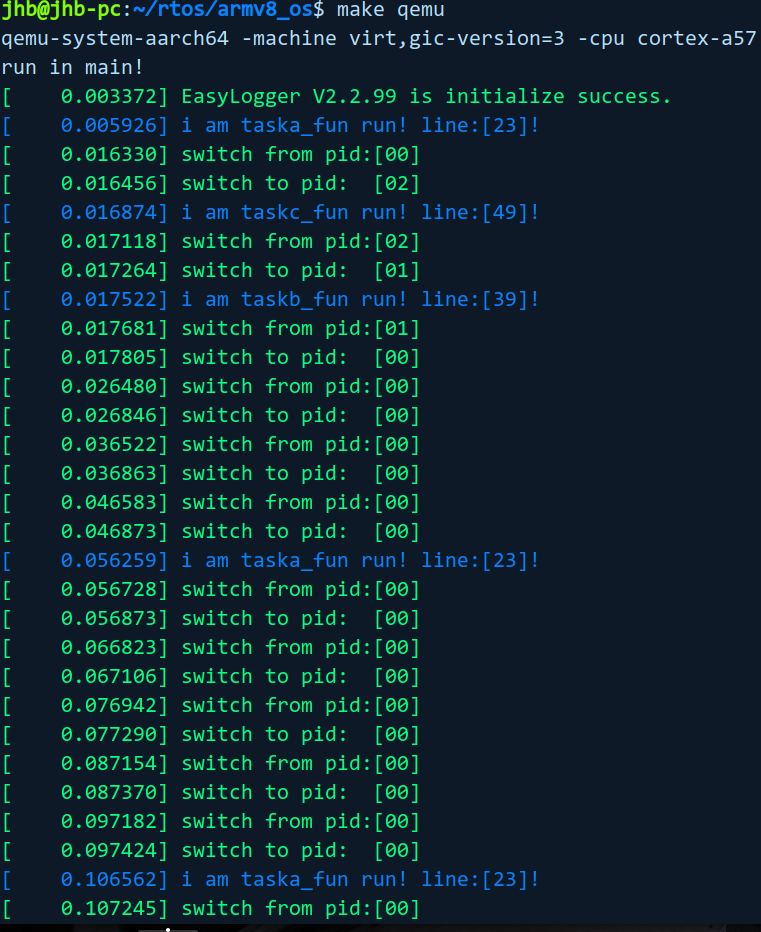 jhb@jhb-pc:~/rtos/armv8_os$ make qemu
qemu-system-aarch64 -machine virt,gic-version=3 -cpu cortex-a57
run in main!
[    0.003372] EasyLogger V2.2.99 is initialize success.
[    0.005926] i am taska_fun run! line:[23]!
[    0.016330] switch from pid:[00]
[    0.016456] switch to pid:  [02]
[    0.016874] i am taskc_fun run! line:[49]!
[    0.017118] switch from pid:[02]
[    0.017264] switch to pid:  [01]
[    0.017522] i am taskb_fun run! line:[39]!
[    0.017681] switch from pid:[01]
[    0.017805] switch to pid:  [00]
[    0.026480] switch from pid:[00]
[    0.026846] switch to pid:  [00]
[    0.036522] switch from pid:[00]
[    0.036863] switch to pid:  [00]
[    0.046583] switch from pid:[00]
[    0.046873] switch to pid:  [00]
[    0.056259] i am taska_fun run! line:[23]!
[    0.056728] switch from pid:[00]
[    0.056873] switch to pid:  [00]
[    0.066823] switch from pid:[00]
[    0.067106] switch to pid:  [00]
[    0.076942] switch from pid:[00]
[    0.077290] switch to pid:  [00]
[    0.087154] switch from pid:[00]
[    0.087370] switch to pid:  [00]
[    0.097182] switch from pid:[00]
[    0.097424] switch to pid:  [00]
[    0.106562] i am taska_fun run! line:[23]!
[    0.107245] switch from pid:[00]